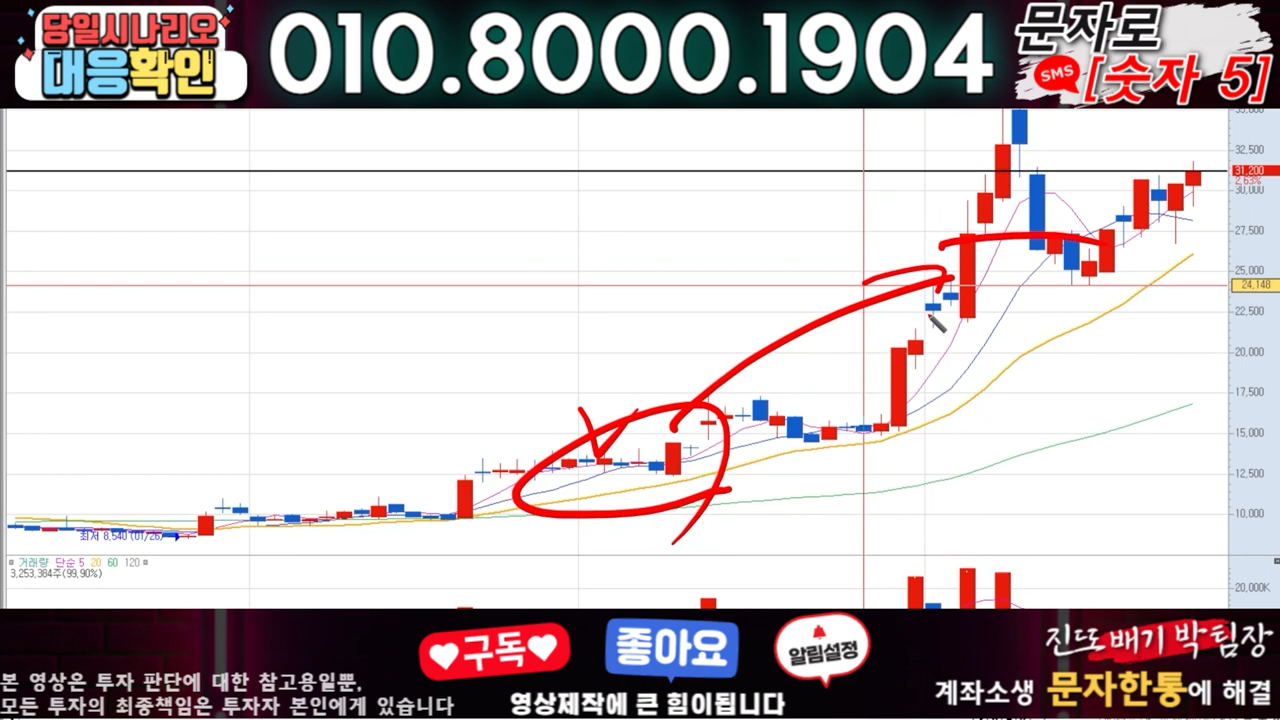 당일시나리오
대응확인
010.8000.1904
문자로
SMS [숫자 5]
32,500
31,200
2.63%
30,000
27,500
25,000
24,148
22,500
20,000
17,500
15,000
12,500
10,000
최저 8,540 (01/26)
거래량 단순 5 20 60 120
3,253,384주(99.90%)
20,000K
구독
좋아요
알림설정
진또배기 박팀장
본 영상은 투자 판단에 대한 참고용일뿐,
모든 투자의 최종책임은 투자자 본인에게 있습니다
영상제작에 큰 힘이됩니다
계좌소생 문자한통에 해결